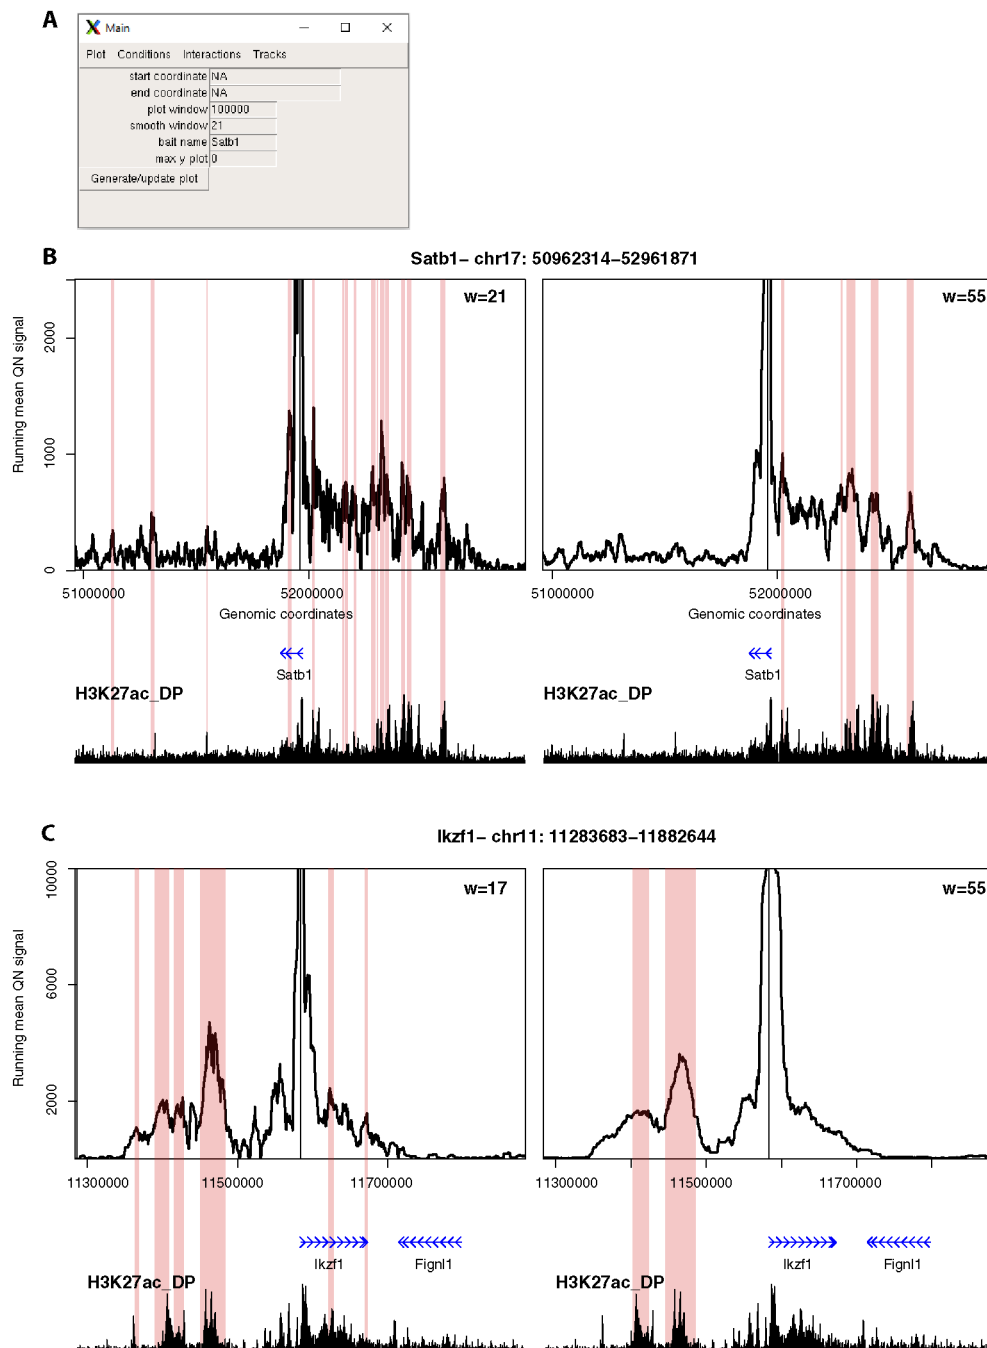 A
Main
Plot Conditions Interactions Tracks
start coordinate NA
end coordinate NA
plot window 100000
smooth window 21
bait name Satb1
max y plot 0
Generate/update plot
B
Satb1– chr17: 50962314–52961871
w=21
w=55
Running mean QN signal
2000
1000
0
51000000 52000000
51000000 52000000
Genomic coordinates
Genomic coordinates
Satb1
Satb1
H3K27ac_DP
H3K27ac_DP
C
Ikzf1– chr11: 11283683–11882644
w=17
w=55
Running mean QN signal
10000
6000
2000
11300000 11500000 11700000
11300000 11500000 11700000
Ikzf1 Fignl1
Ikzf1 Fignl1
H3K27ac_DP
H3K27ac_DP